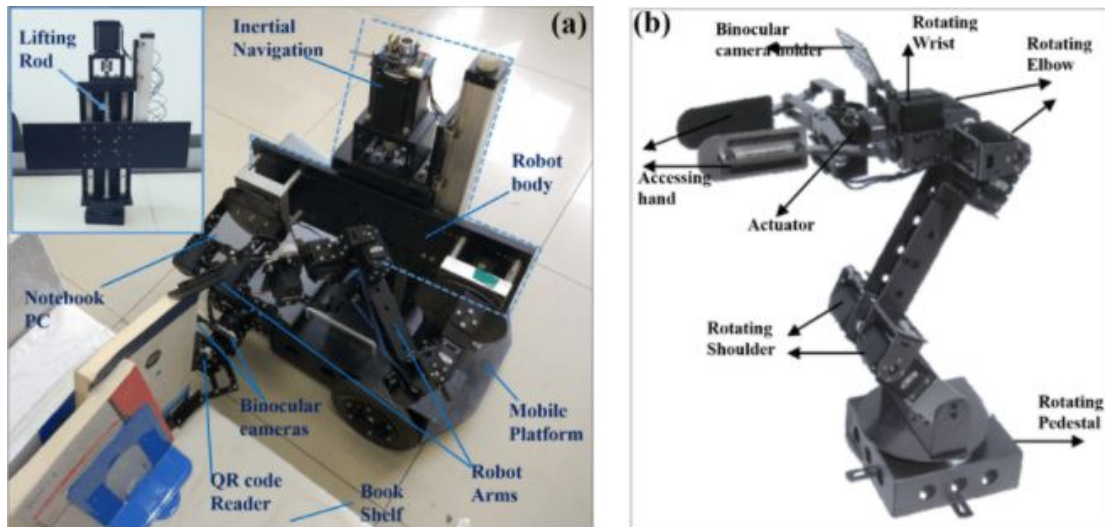 Lifting
Rod
Inertial
Navigation
(a)
Robot
body
Notebook
PC
Binocular
cameras
Mobile
Platform
QR code
Reader
Robot
Arms
Book
Shelf
(b)
Binocular
camera holder
Rotating
Wrist
Rotating
Elbow
Accessing
hand
Actuator
Rotating
Shoulder
Rotating
Pedestal